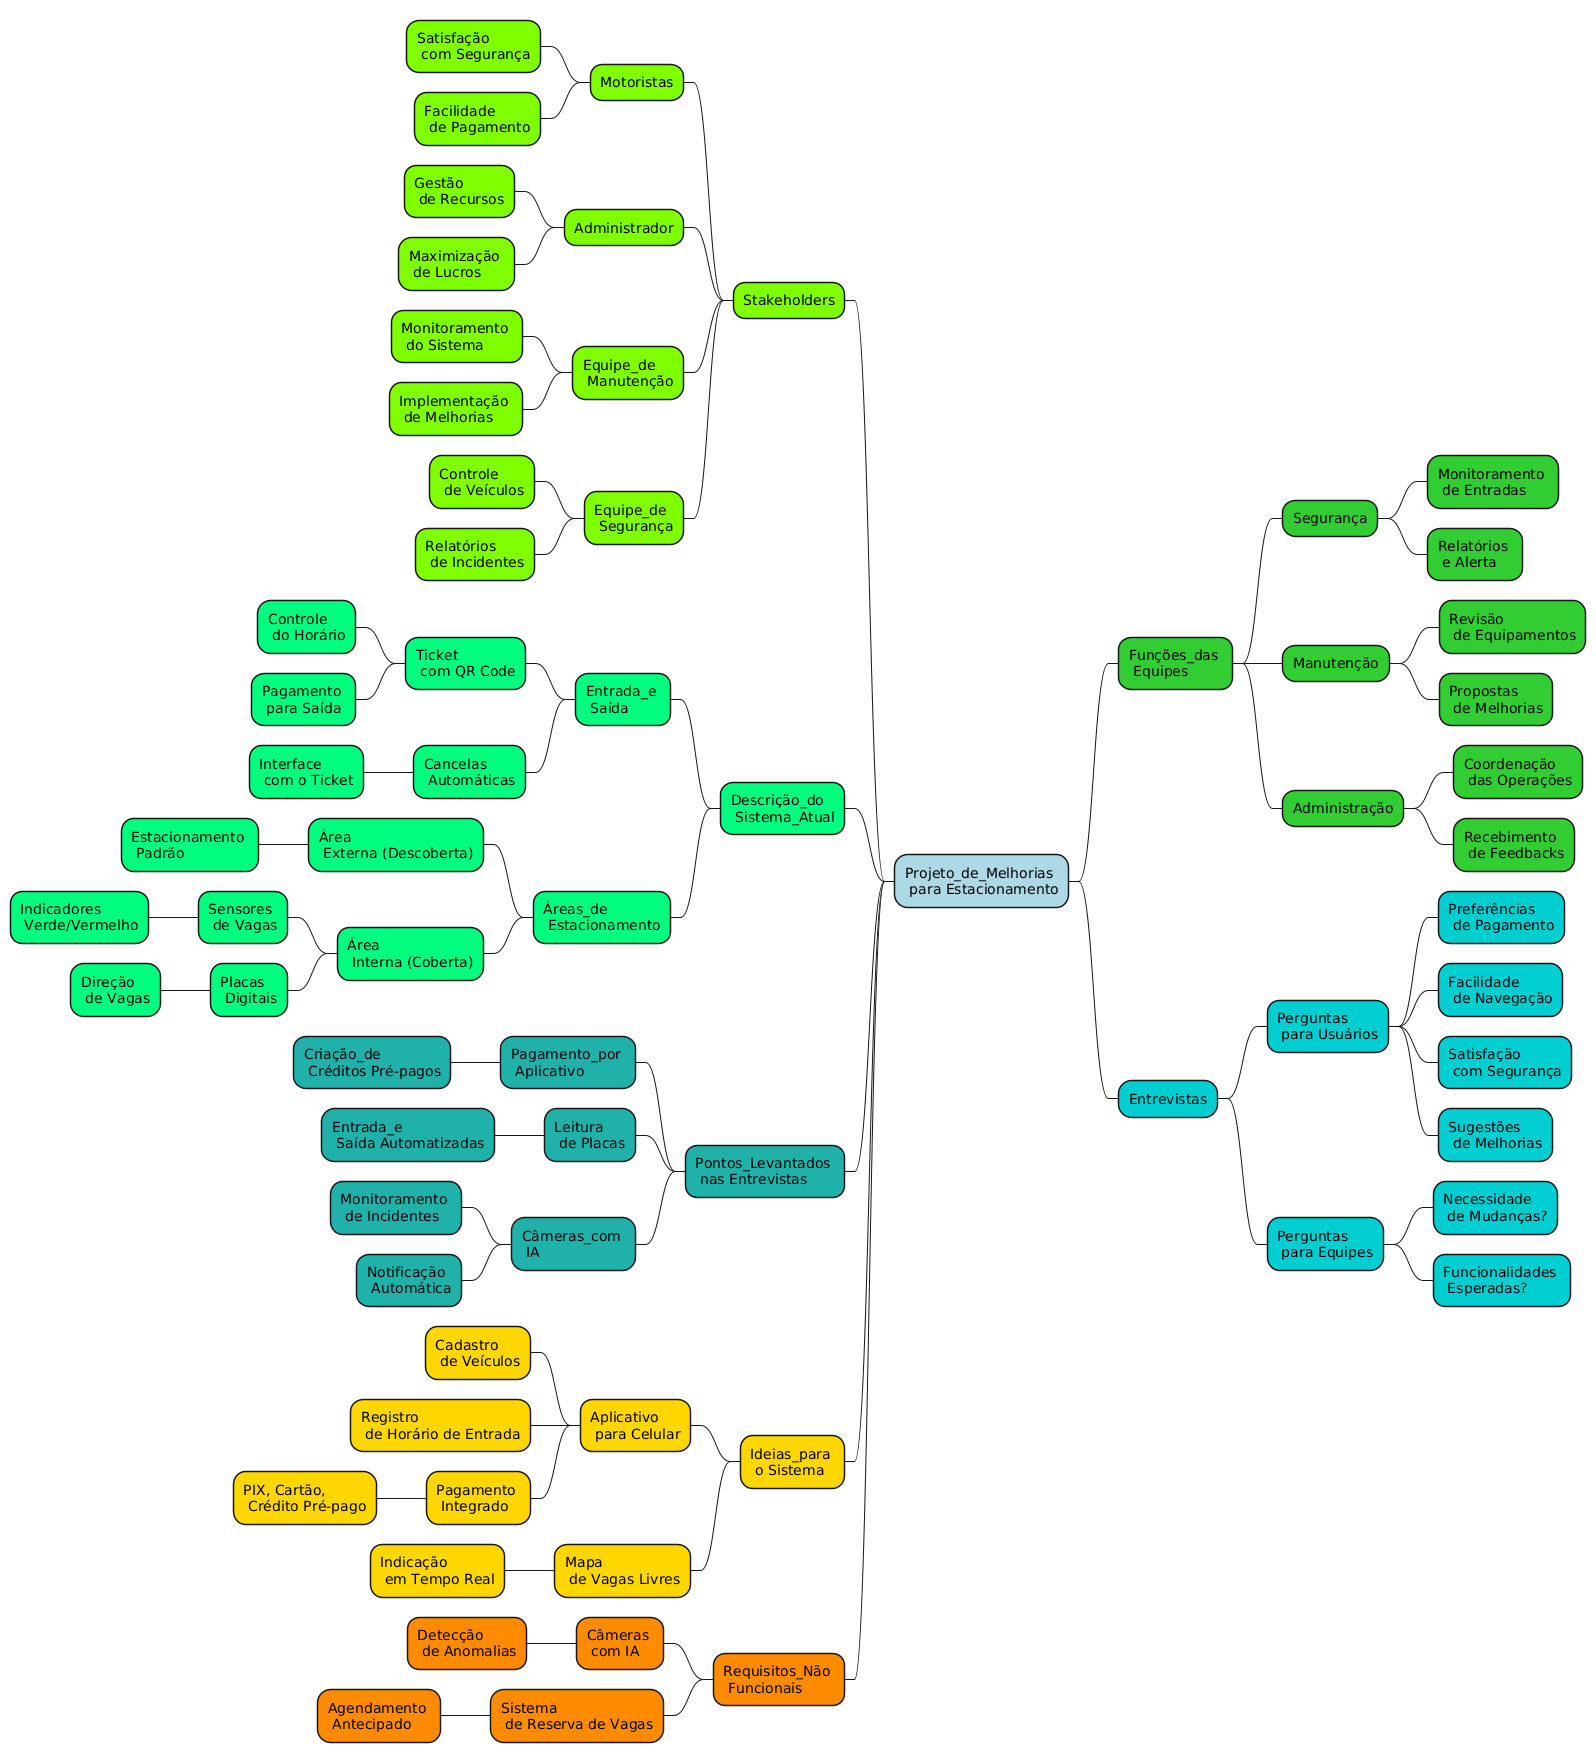 Satisfação
com Segurança
Facilidade
de Pagamento
Motoristas
Gestão
de Recursos
Maximização
de Lucros
Administrador
Monitoramento
do Sistema
Implementação
de Melhorias
Equipe_de
Manutenção
Controle
de Veículos
Relatórios
de Incidentes
Equipe_de
Segurança
Stakeholders
Controle
do Horário
Pagamento
para Saída
Ticket
com QR Code
Interface
com o Ticket
Cancelas
Automáticas
Entrada_e
Saída
Estacionamento
Padrão
Área
Externa (Descoberta)
Indicadores
Verde/Vermelho
Sensores
de Vagas
Direção
de Vagas
Placas
Digitais
Área
Interna (Coberta)
Áreas_de
Estacionamento
Descrição_do
Sistema_Atual
Criação_de
Créditos Pré-pagos
Pagamento_por
Aplicativo
Entrada_e
Saída Automatizadas
Leitura
de Placas
Monitoramento
de Incidentes
Notificação
Automática
Câmeras_com
IA
Pontos_Levantados
nas Entrevistas
Cadastro
de Veículos
Registro
de Horário de Entrada
PIX, Cartão,
Crédito Pré-pago
Pagamento
Integrado
Aplicativo
para Celular
Indicação
em Tempo Real
Mapa
de Vagas Livres
Ideias_para
o Sistema
Detecção
de Anomalias
Câmeras
com IA
Agendamento
Antecipado
Sistema
de Reserva de Vagas
Requisitos_Não
Funcionais
Projeto_de_Melhorias
para Estacionamento
Funções_das
Equipes
Segurança
Monitoramento
de Entradas
Relatórios
e Alerta
Manutenção
Revisão
de Equipamentos
Propostas
de Melhorias
Administração
Coordenação
das Operações
Recebimento
de Feedbacks
Entrevistas
Perguntas
para Usuários
Preferências
de Pagamento
Facilidade
de Navegação
Satisfação
com Segurança
Sugestões
de Melhorias
Perguntas
para Equipes
Necessidade
de Mudanças?
Funcionalidades
Esperadas?